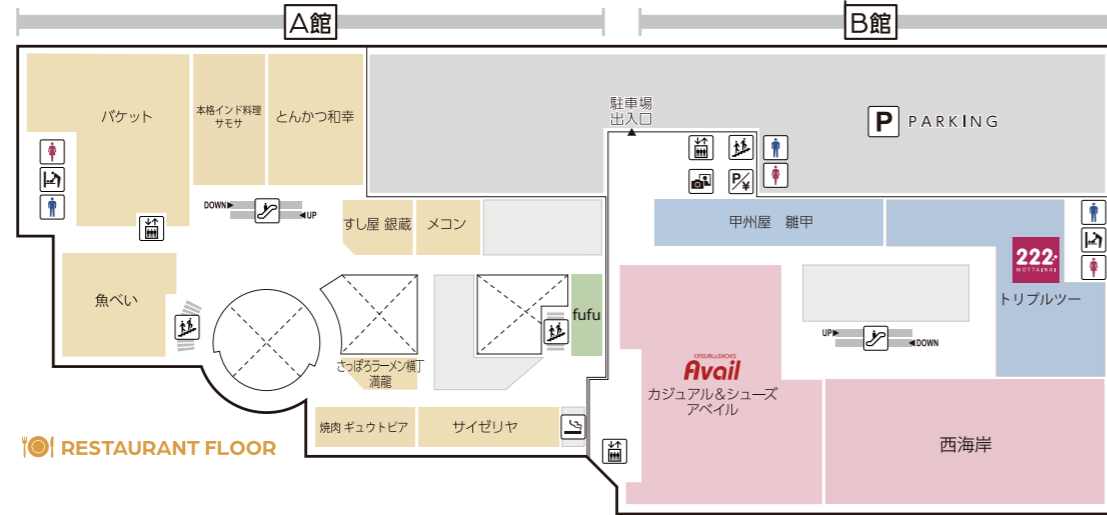 A館
B館
バケット
本格インド料理
サモサ
とんかつ和幸
駐車場
出入口
P PARKING
P/¥
DOWN
UP
すし屋 銀蔵
メコン
甲州屋 雛甲
222
MOTTAINAI
トリプルツー
魚べい
fufu
UP
DOWN
さっぽろラーメン横丁
満龍
CASUAL&SHOES
Avail
カジュアル&シューズ
アベイル
焼肉 ギュウトピア
サイゼリヤ
西海岸
RESTAURANT FLOOR